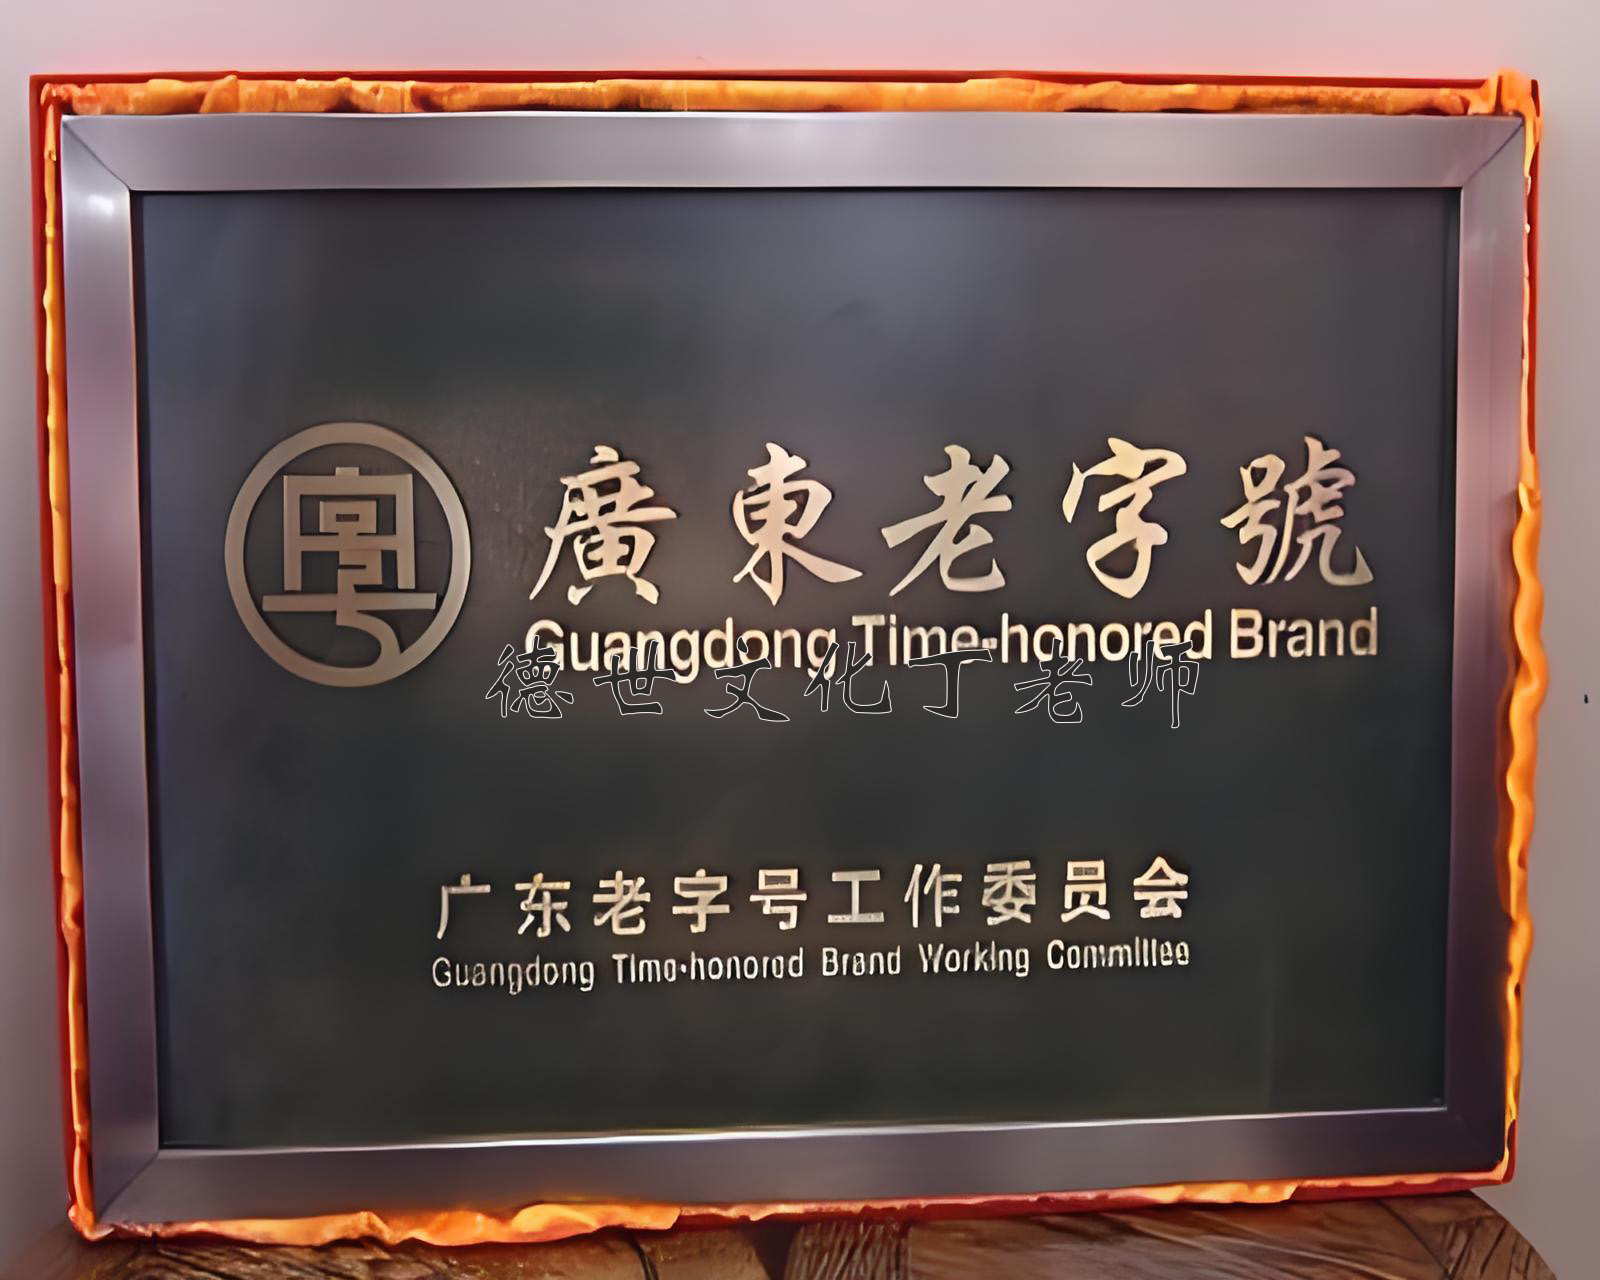 粤
廣東老字號
Guangdong Time-honored Brand
德世文化丁老师
广东老字号工作委员会
Guangdong Time-honored Brand Working Committee